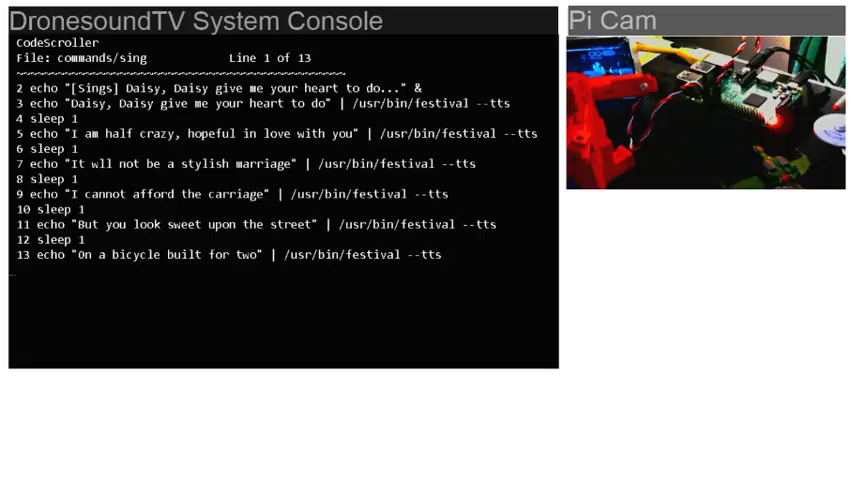 DronesoundTV System Console
Pi Cam
CodeScroller
File: commands/sing Line 1 of 13
~~~~~~~~~~~~~~~~~~~~~~~~~~~~~~~~~~~~~~~~~~~~~~~~
2 echo "[Sings] Daisy, Daisy give me your heart to do..." &
3 echo "Daisy, Daisy give me your heart to do" | /usr/bin/festival --tts
4 sleep 1
5 echo "I am half crazy, hopeful in love with you" | /usr/bin/festival --tts
6 sleep 1
7 echo "It wll not be a stylish marriage" | /usr/bin/festival --tts
8 sleep 1
9 echo "I cannot afford the carriage" | /usr/bin/festival --tts
10 sleep 1
11 echo "But you look sweet upon the street" | /usr/bin/festival --tts
12 sleep 1
13 echo "On a bicycle built for two" | /usr/bin/festival --tts